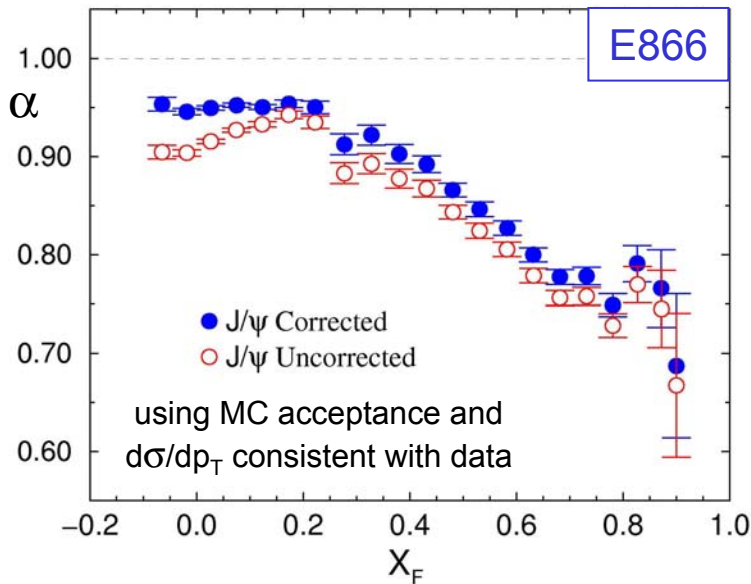 E866
1.00
α
0.90
0.80
0.70
0.60
J/ψ Corrected
J/ψ Uncorrected
using MC acceptance and
dσ/dp_T consistent with data
−0.2 0.0 0.2 0.4 0.6 0.8 1.0
X_F